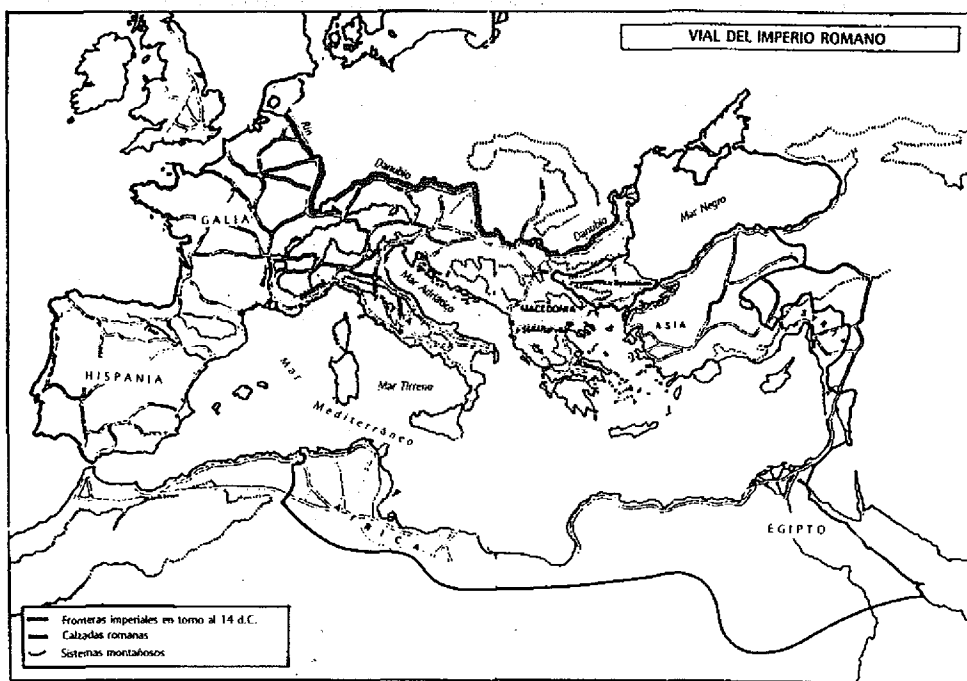 VIAL DEL IMPERIO ROMANO
Rin
Danubio
GALIA
Danubio
Mar Negro
Mar Adriático
MACEDONIA
ASIA
HISPANIA
Mar
Mediterráneo
Mar Tirreno
AFRICA
EGIPTO
Fronteras imperiales en torno al 14 d.C.
Calzadas romanas
Sistemas montañosos